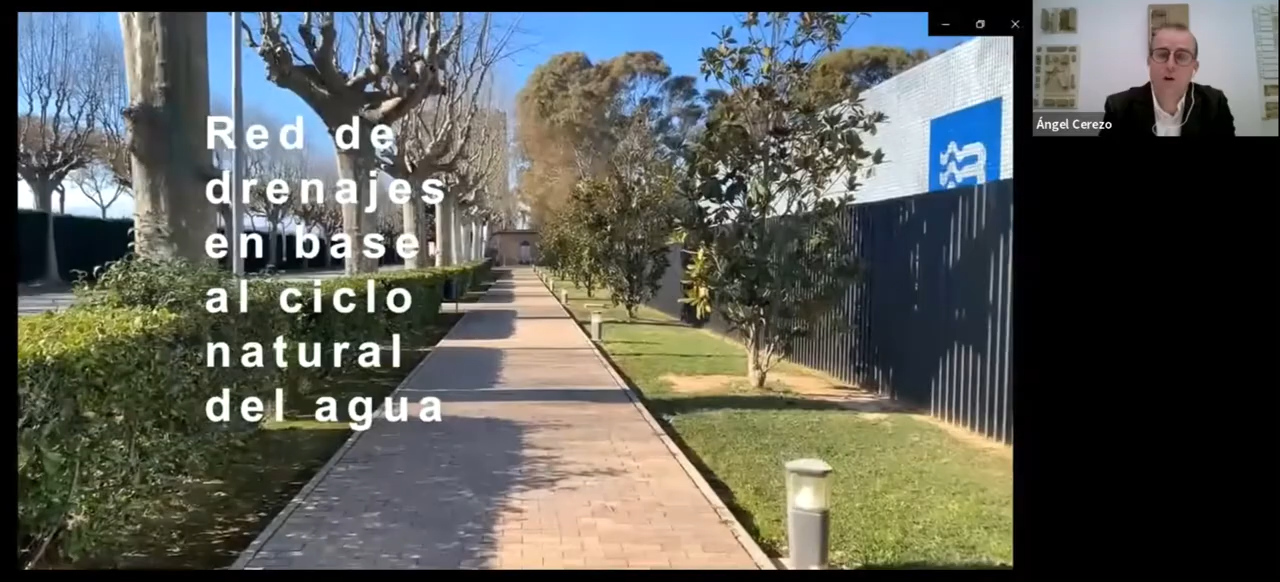 Red de
drenajes
en base
al ciclo
natural
del agua
Ángel Cerezo